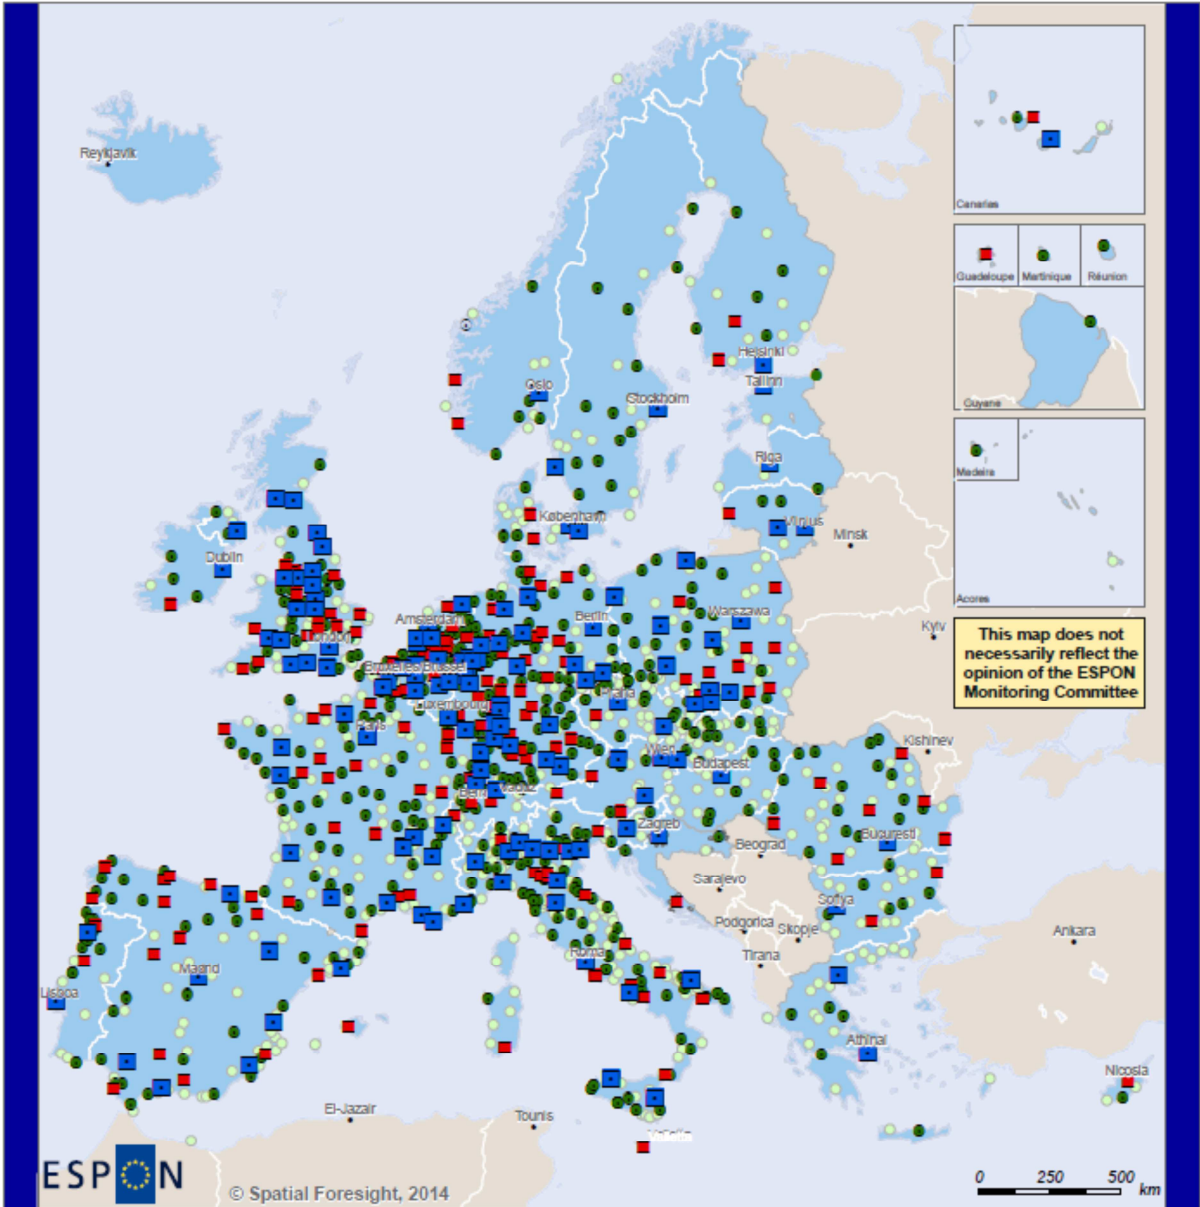 Reykjavik
Canarias
Guadeloupe
Martinique
Réunion
Guyane
Madeira
Acores
Helsinki
Tallinn
Oslo
Stockholm
Riga
København
Vilnius
Minsk
Dublin
Amsterdam
Berlin
Warszawa
London
Kyiv
Bruxelles/Brussel
Praha
Luxembourg
Paris
Wien
Kishinev
Budapest
Bern
Vaduz
Zagreb
Bucuresti
Beograd
Sarajevo
Sofiya
Podgorica
Skopje
Ankara
Roma
Tirana
Madrid
Lisboa
Athinai
Nicosia
El-Jazair
Tounis
This map does not
necessarily reflect the
opinion of the ESPON
Monitoring Committee
ESPON
© Spatial Foresight, 2014
0 250 500
km